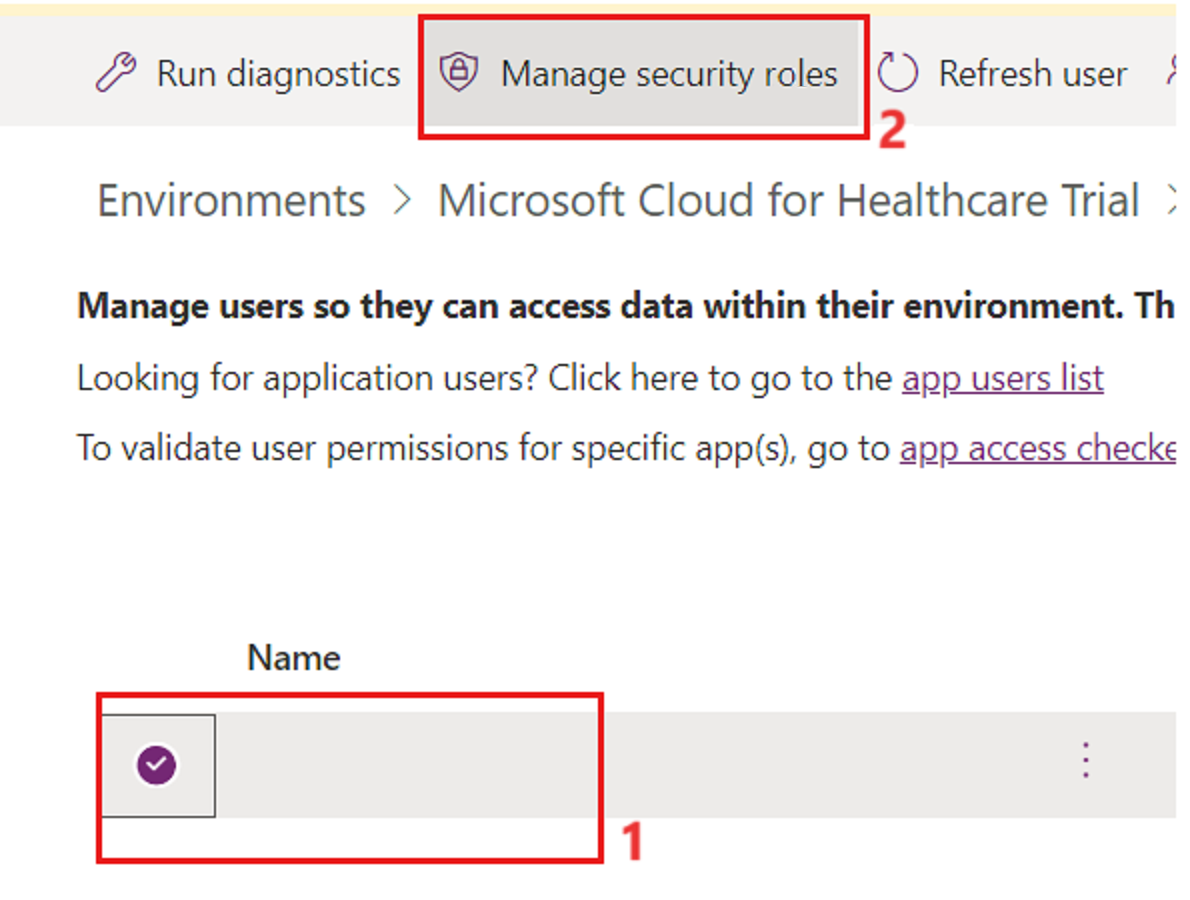 Run diagnostics Manage security roles Refresh user
2
Environments > Microsoft Cloud for Healthcare Trial >
Manage users so they can access data within their environment. Th
Looking for application users? Click here to go to the app users list
To validate user permissions for specific app(s), go to app access checke
Name
1